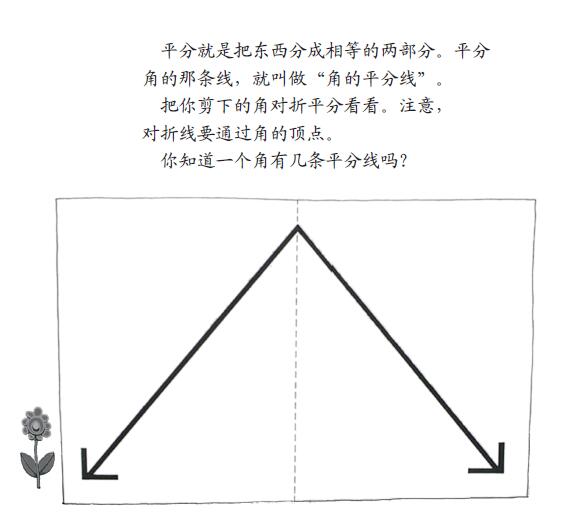 平分就是把东西分成相等的两部分。平分
角的那条线，就叫做“角的平分线”。
把你剪下的角对折平分看看。注意，
对折线要通过角的顶点。
你知道一个角有几条平分线吗？